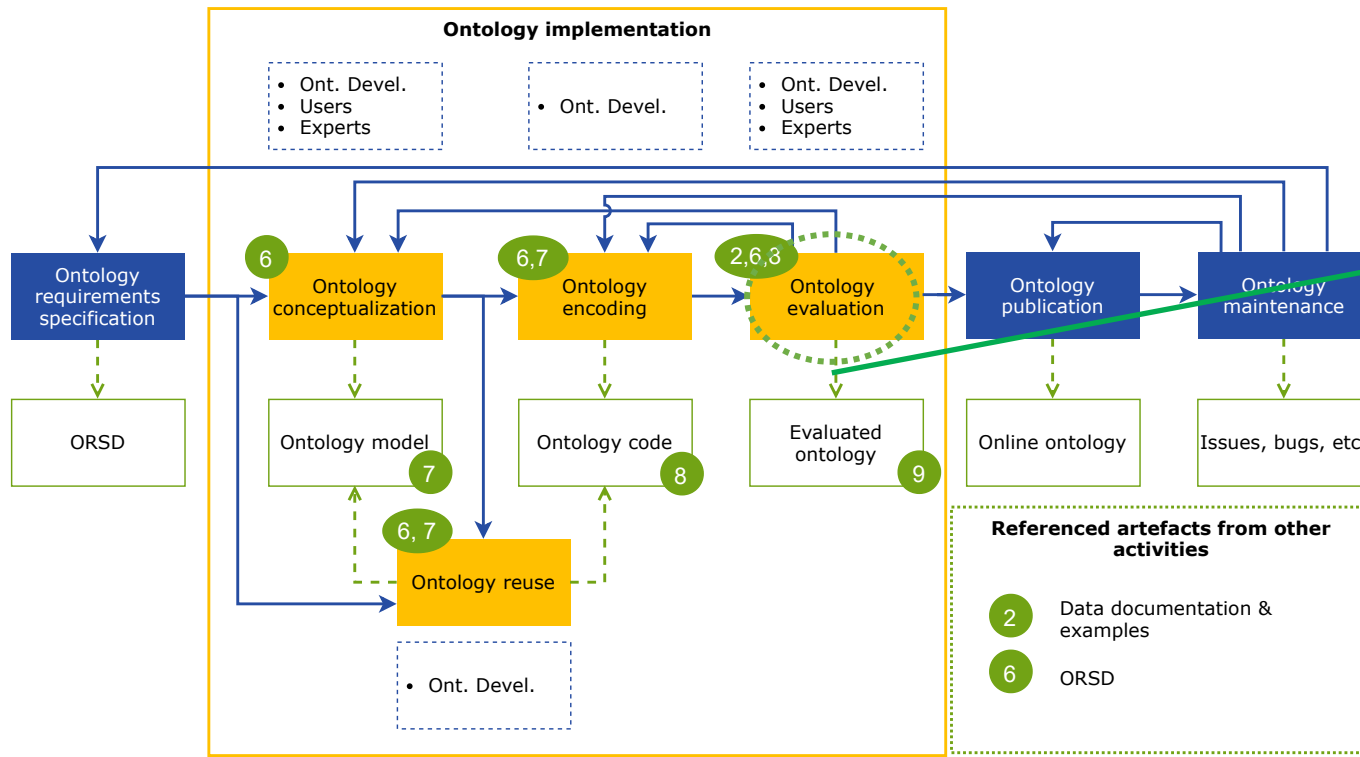 Ontology implementation
• Ont. Devel.
• Users
• Experts
• Ont. Devel.
• Ont. Devel.
• Users
• Experts
6
6,7
2,6,8
Ontology
requirements
specification
Ontology
conceptualization
Ontology
encoding
Ontology
evaluation
Ontology
publication
Ontology
maintenance
ORSD
Ontology model
7
Ontology code
8
Evaluated
ontology
9
Online ontology
Issues, bugs, etc
6, 7
Ontology reuse
• Ont. Devel.
Referenced artefacts from other
activities
2
Data documentation &
examples
6
ORSD